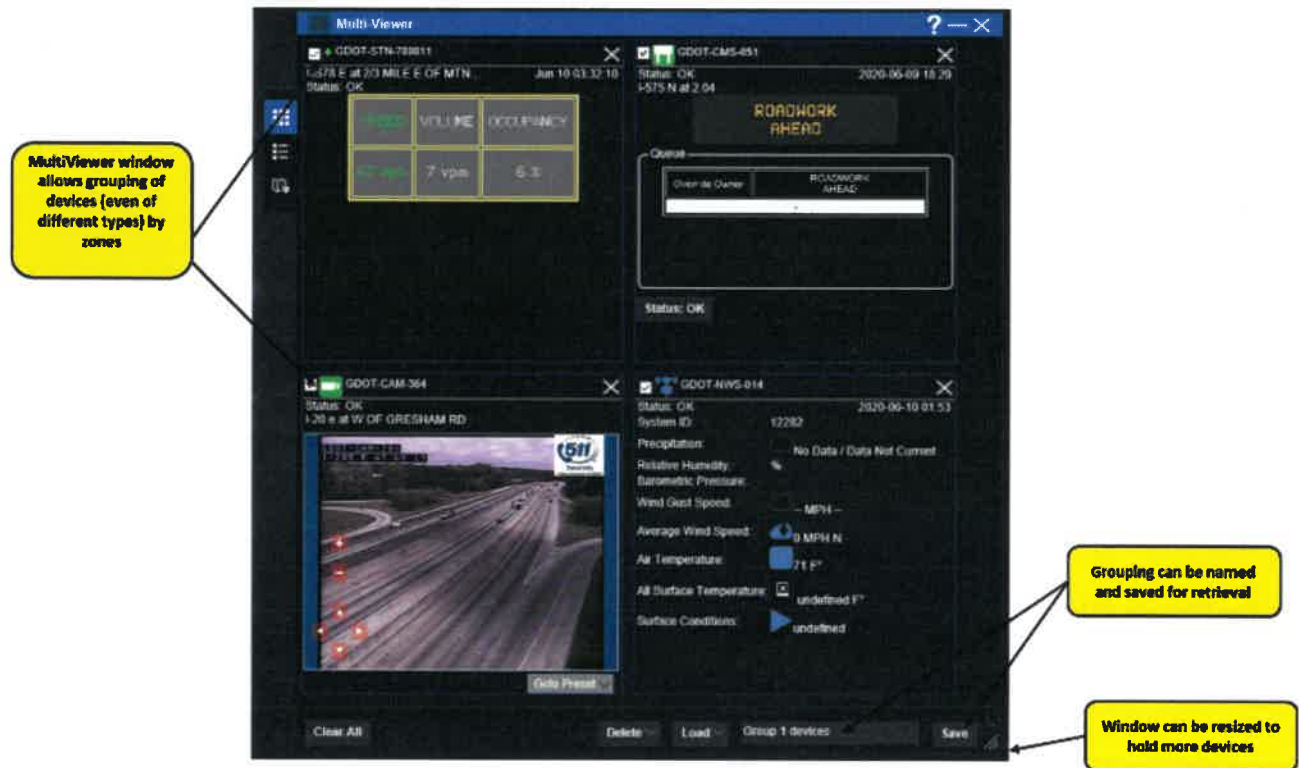 Multi-Viewer
? — X
GDOT-STN-789811
I-578 E at 2/3 MILE E OF MTN... Jun 10 03:32:10
Status: OK
SPEED VOLUME OCCUPANCY
7 vpm 6 %
GDOT-CMS-051
Status: OK 2020-06-09 18:29
I-575 N at 2.04
ROADWORK
AHEAD
Queue
Override Owner ROADWORK
AHEAD
Status: OK
MultiViewer window
allows grouping of
devices (even of
different types) by
zones
GDOT-CAM-364
Status: OK
I-20 e at W OF GRESHAM RD
511
Goto Preset
GDOT-NWS-014
Status: OK 2020-06-10 01:53
System ID: 12282
Precipitation: No Data / Data Not Current
Relative Humidity: %
Barometric Pressure:
Wind Gust Speed: -- MPH --
Average Wind Speed: 9 MPH N
Air Temperature: 71 F°
All Surface Temperature: undefined F°
Surface Conditions: undefined
Grouping can be named
and saved for retrieval
Clear All Delete Load Group 1 devices Save
Window can be resized to
hold more devices